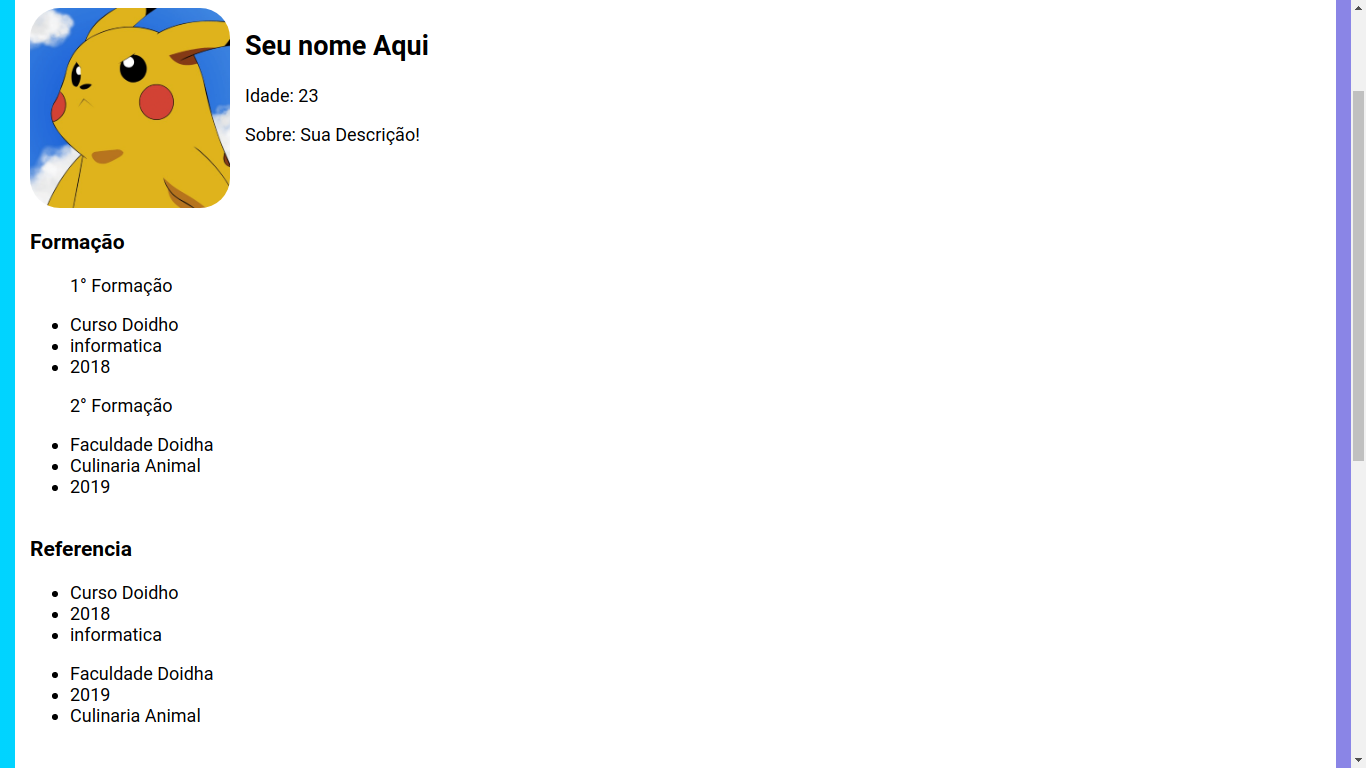 Seu nome Aqui
Idade: 23
Sobre: Sua Descrição!
Formação
1° Formação
Curso Doidho
informatica
2018
2° Formação
Faculdade Doidha
Culinaria Animal
2019
Referencia
Curso Doidho
2018
informatica
Faculdade Doidha
2019
Culinaria Animal